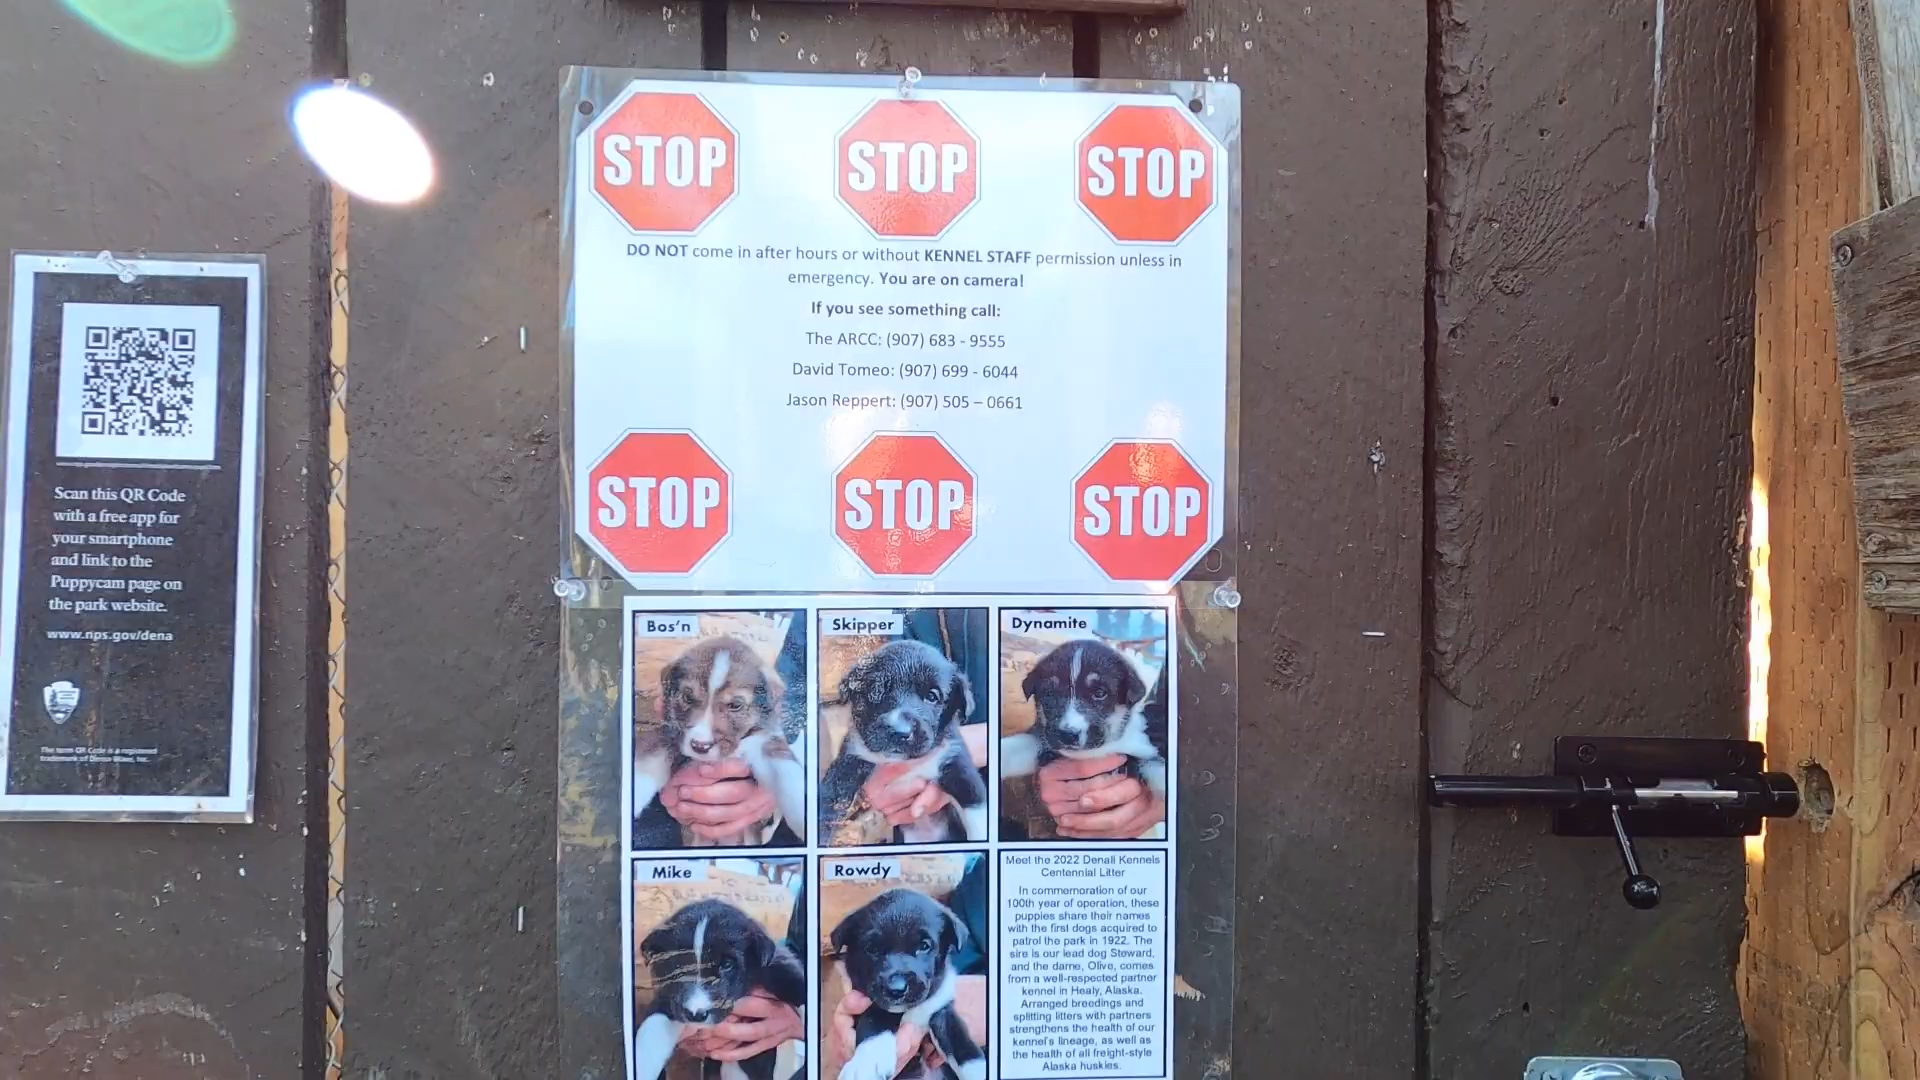 STOP STOP STOP
DO NOT come in after hours or without KENNEL STAFF permission unless in
emergency. You are on camera!
If you see something call:
The ARCC: (907) 683 - 9555
David Tomeo: (907) 699 - 6044
Jason Reppert: (907) 505 – 0661
STOP STOP STOP
Scan this QR Code
with a free app for
your smartphone
and link to the
Puppycam page on
the park website.
www.nps.gov/dena
The term QR Code is a registered
trademark of Denso Wave, Inc.
Bos'n
Skipper
Dynamite
Mike
Rowdy
Meet the 2022 Denali Kennels
Centennial Litter
In commemoration of our
100th year of operation, these
puppies share their names
with the first dogs acquired to
patrol the park in 1922. The
sire is our lead dog Steward,
and the dame, Olive, comes
from a well-respected partner
kennel in Healy, Alaska.
Arranged breedings and
splitting litters with partners
strengthens the health of our
kennel's lineage, as well as
the health of all freight-style
Alaska huskies.